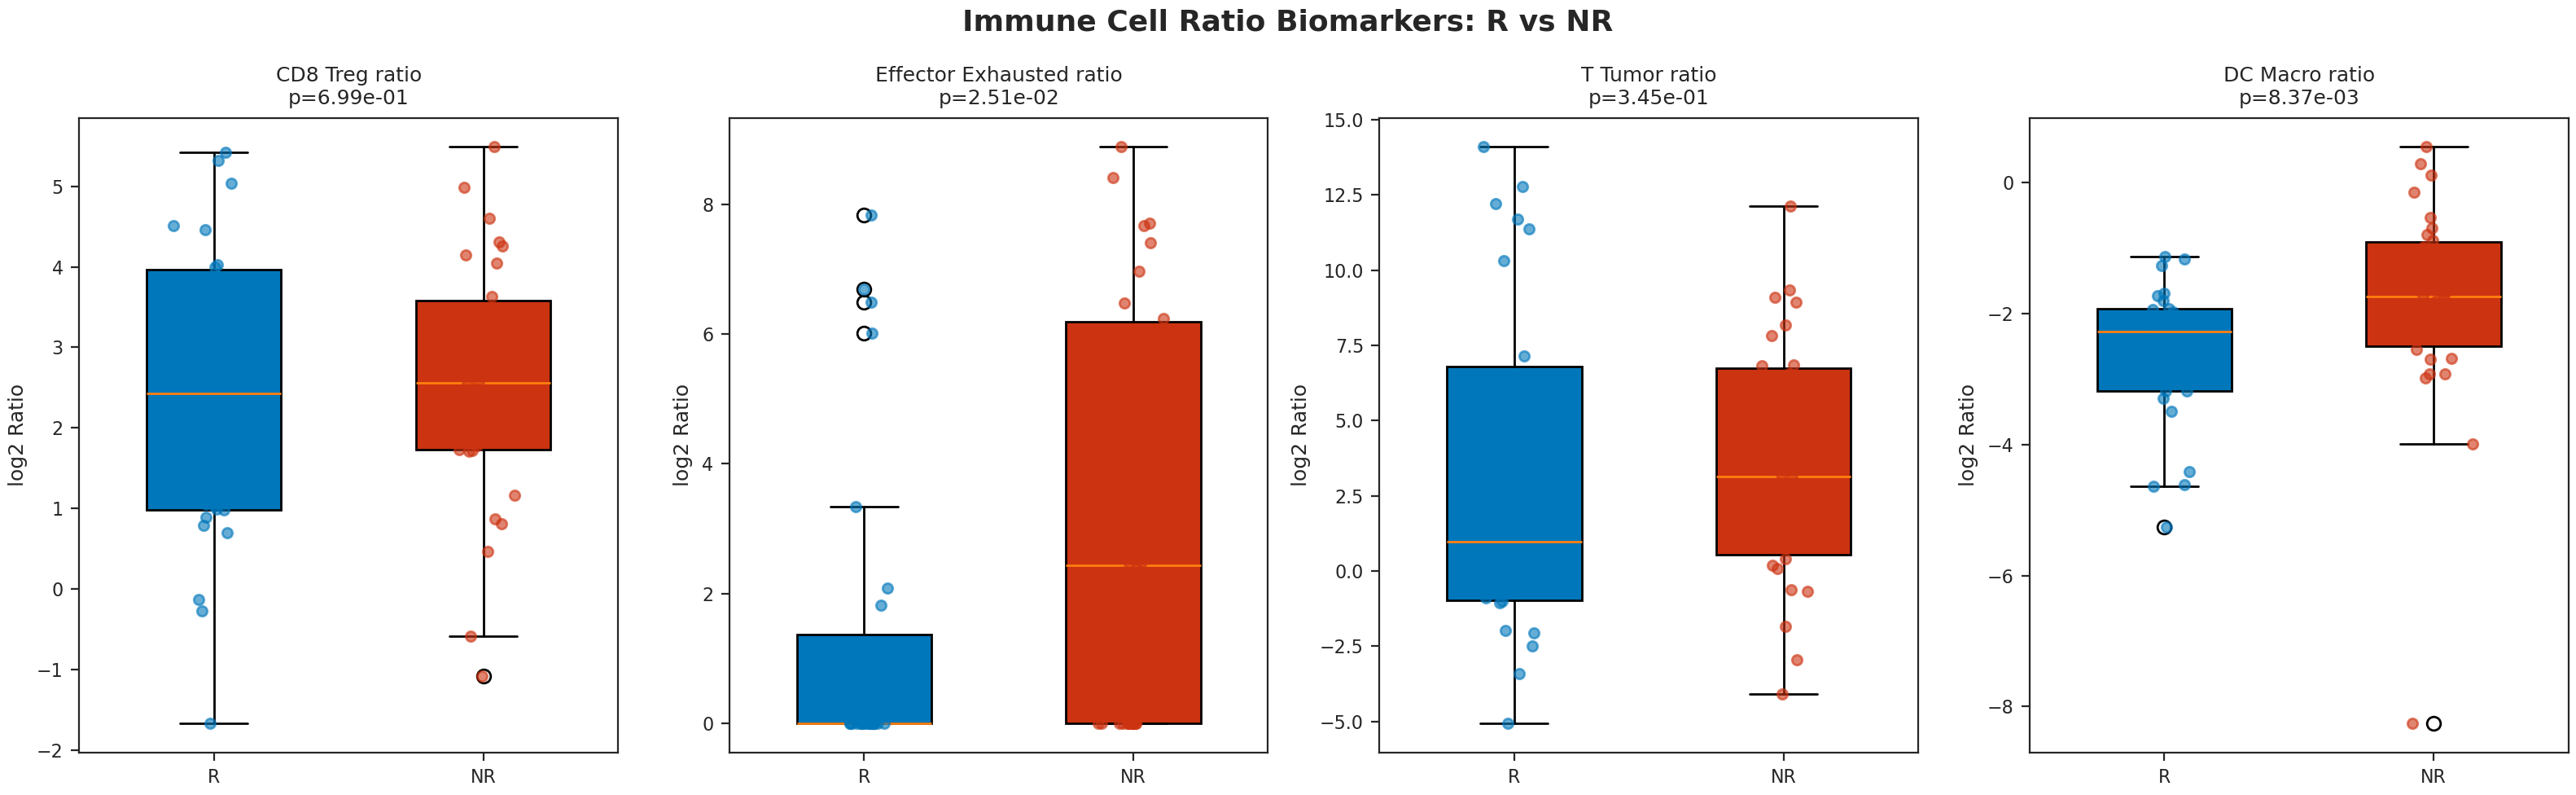 Immune Cell Ratio Biomarkers: R vs NR
CD8 Treg ratio
p=6.99e-01
log2 Ratio
5
4
3
2
1
0
−1
−2
R
NR
Effector Exhausted ratio
p=2.51e-02
log2 Ratio
8
6
4
2
0
R
NR
T Tumor ratio
p=3.45e-01
log2 Ratio
15.0
12.5
10.0
7.5
5.0
2.5
0.0
−2.5
−5.0
R
NR
DC Macro ratio
p=8.37e-03
log2 Ratio
0
−2
−4
−6
−8
R
NR